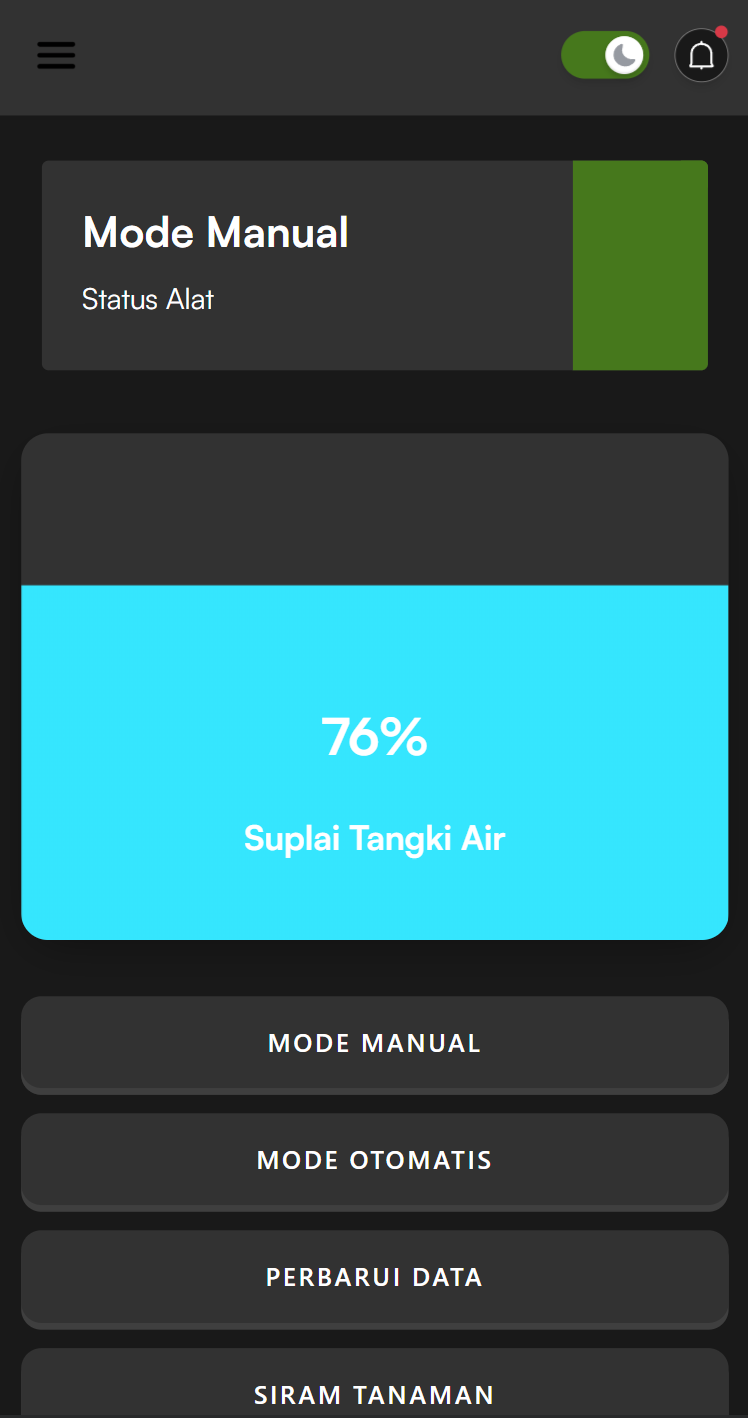 Mode Manual
Status Alat
76%
Suplai Tangki Air
MODE MANUAL
MODE OTOMATIS
PERBARUI DATA
SIRAM TANAMAN